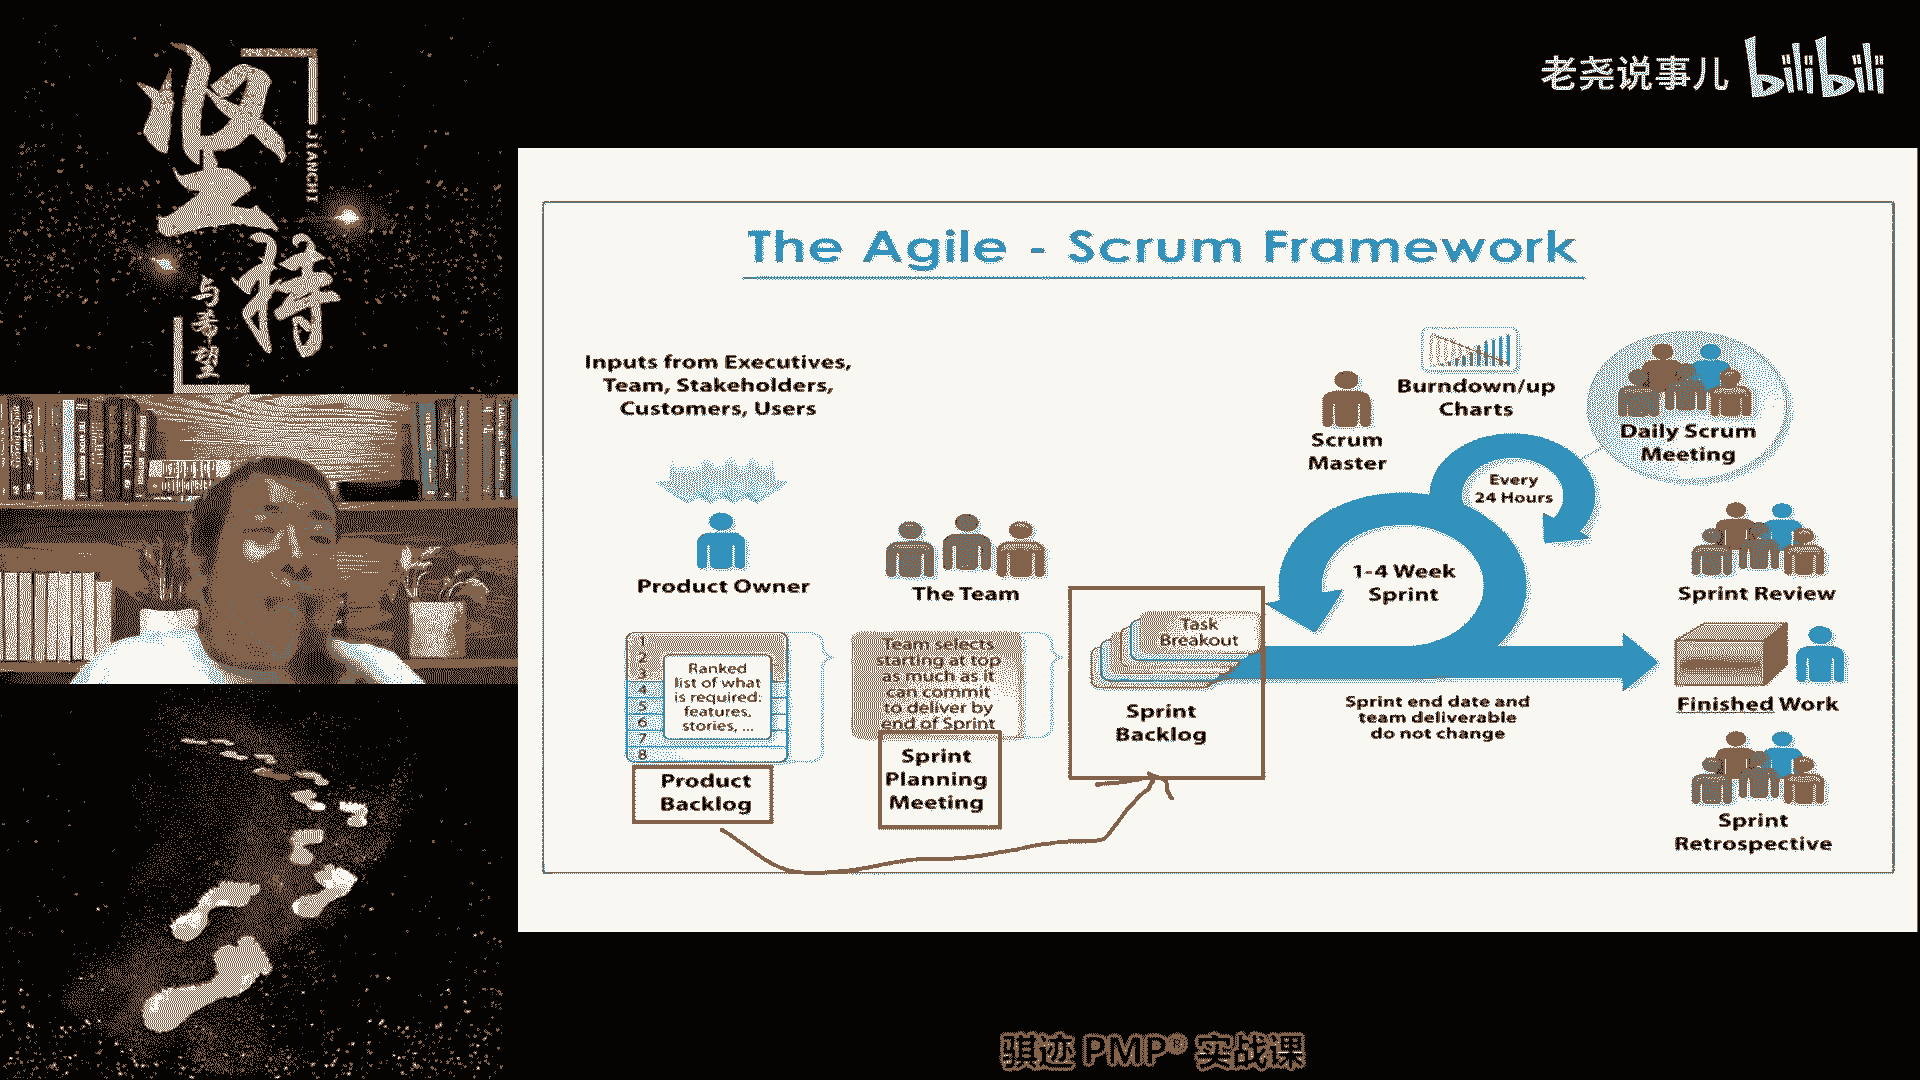 坚持
JIANCHI
与希望
老尧说事儿 bilibili
The Agile - Scrum Framework
Inputs from Executives,
Team, Stakeholders,
Customers, Users
Product Owner
The Team
1
2
3
4
5
6
7
8
Ranked
list of what
is required:
features,
stories, ...
Product
Backlog
Team selects
starting at top
as much as it
can commit
to deliver by
end of Sprint
Sprint
Planning
Meeting
Task
Breakout
Sprint
Backlog
Scrum
Master
Burndown/up
Charts
Every
24 Hours
1-4 Week
Sprint
Sprint end date and
team deliverable
do not change
Daily Scrum
Meeting
Sprint Review
Finished Work
Sprint
Retrospective
骐迹 PMP® 实战课